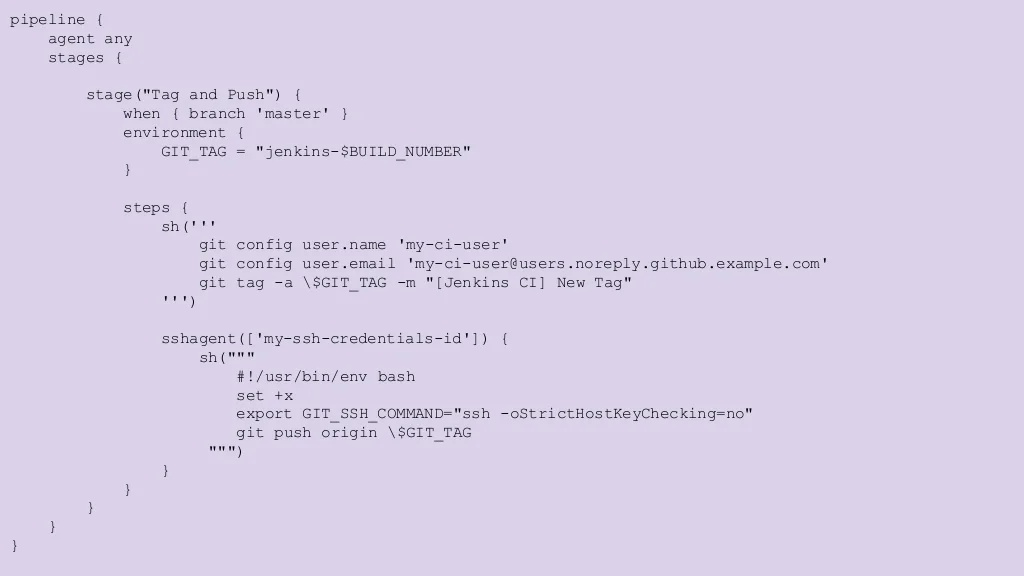 pipeline {
    agent any
    stages {

        stage("Tag and Push") {
            when { branch 'master' }
            environment {
                GIT_TAG = "jenkins-$BUILD_NUMBER"
            }

            steps {
                sh('''
                    git config user.name 'my-ci-user'
                    git config user.email 'my-ci-user@users.noreply.github.example.com'
                    git tag -a \$GIT_TAG -m "[Jenkins CI] New Tag"
                ''')

                sshagent(['my-ssh-credentials-id']) {
                    sh("""
                        #!/usr/bin/env bash
                        set +x
                        export GIT_SSH_COMMAND="ssh -oStrictHostKeyChecking=no"
                        git push origin \$GIT_TAG
                     """)
                }
            }
        }
    }
}